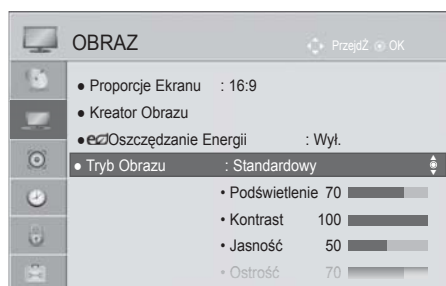 OBRAZ
PrzejdŹ ⊙ OK
● Proporcje Ekranu : 16:9
● Kreator Obrazu
● eco Oszczędzanie Energii : Wył.
● Tryb Obrazu : Standardowy
• Podświetlenie 70
• Kontrast 100
• Jasność 50
• Ostrość 70